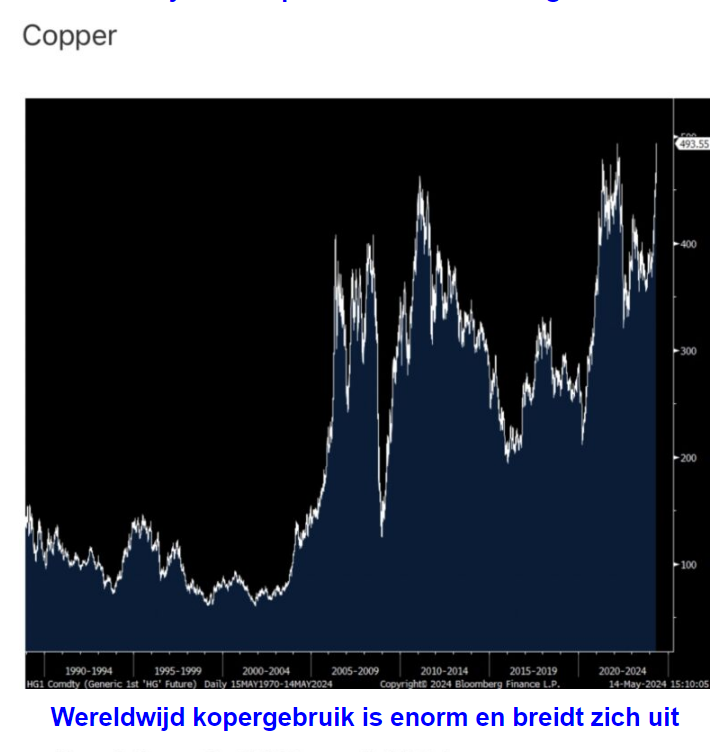 Copper
500
493.55
400
300
200
100
1990-1994 1995-1999 2000-2004 2005-2009 2010-2014 2015-2019 2020-2024
HG1 Comdty (Generic 1st 'HG' Future) Daily 15MAY1970-14MAY2024 Copyright© 2024 Bloomberg Finance L.P. 14-May-2024 15:10:05
Wereldwijd kopergebruik is enorm en breidt zich uit